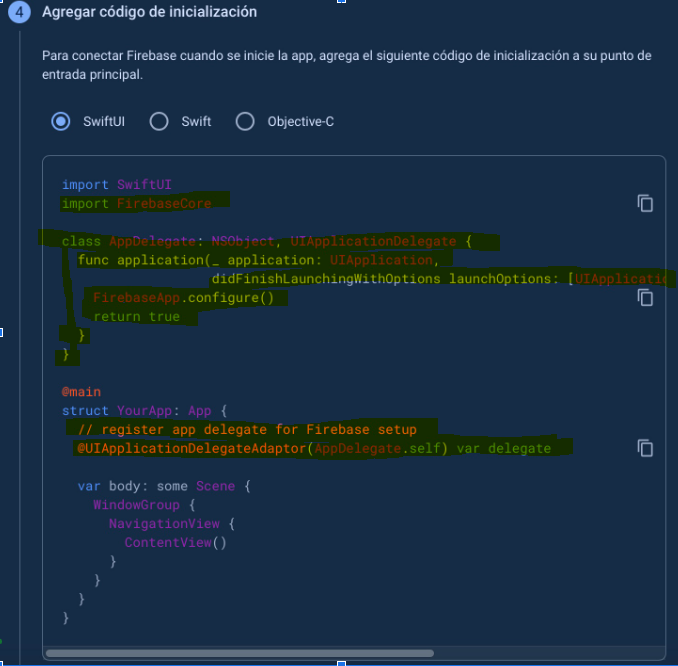 4 Agregar código de inicialización
Para conectar Firebase cuando se inicie la app, agrega el siguiente código de inicialización a su punto de
entrada principal.
SwiftUI Swift Objective-C
import SwiftUI
import FirebaseCore
class AppDelegate: NSObject, UIApplicationDelegate {
func application(_ application: UIApplication,
didFinishLaunchingWithOptions launchOptions: [UIApplicatio
FirebaseApp.configure()
return true
}
}
@main
struct YourApp: App {
// register app delegate for Firebase setup
@UIApplicationDelegateAdaptor(AppDelegate.self) var delegate
var body: some Scene {
WindowGroup {
NavigationView {
ContentView()
}
}
}
}